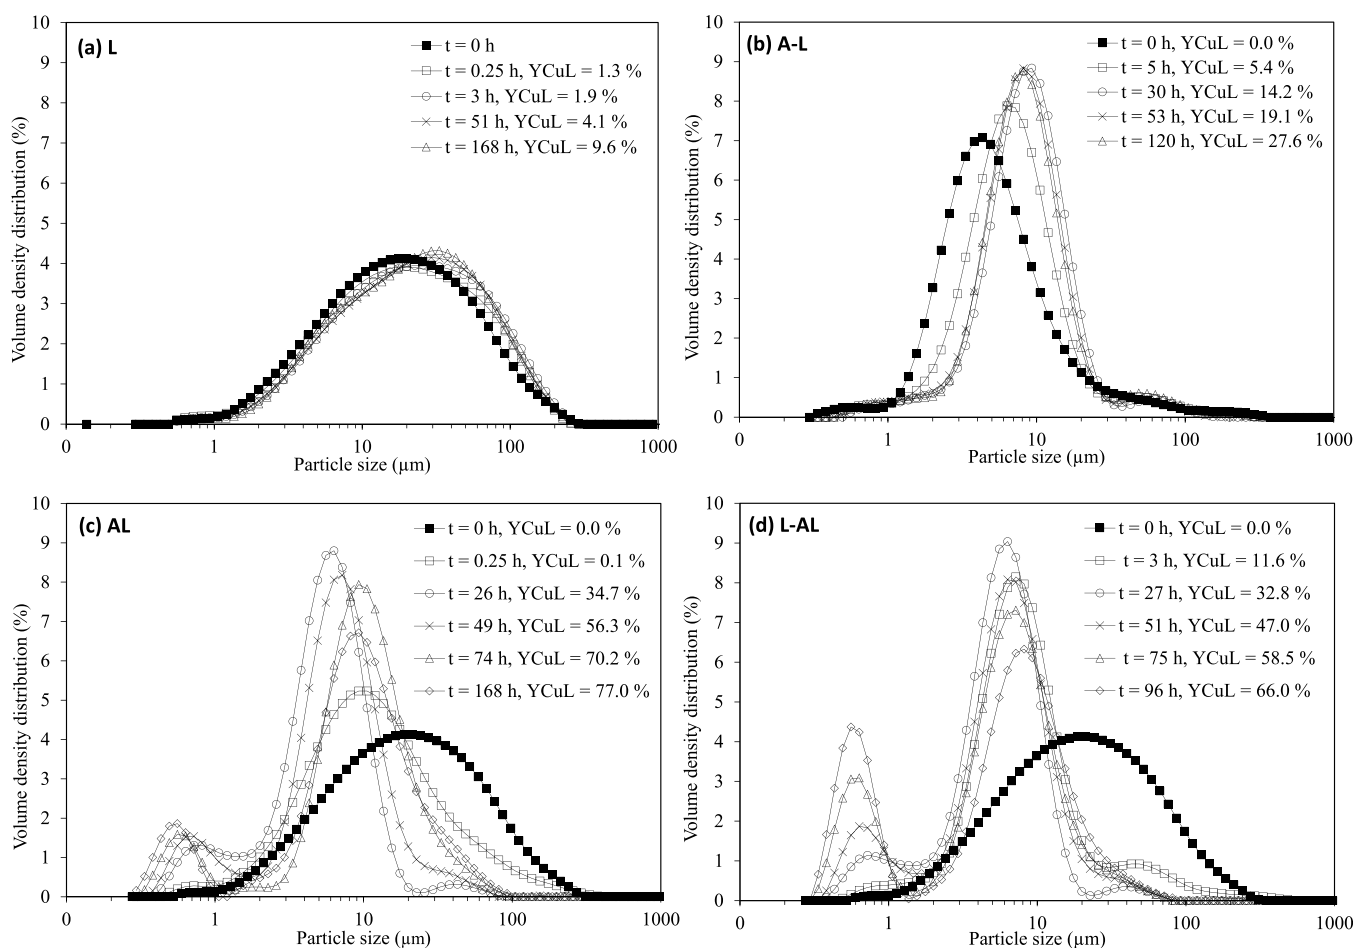 (a) L
t = 0 h
t = 0.25 h, YCuL = 1.3 %
t = 3 h, YCuL = 1.9 %
t = 51 h, YCuL = 4.1 %
t = 168 h, YCuL = 9.6 %
Volume density distribution (%)
10
9
8
7
6
5
4
3
2
1
0
0 1 10 100 1000
Particle size (µm)
(b) A-L
t = 0 h, YCuL = 0.0 %
t = 5 h, YCuL = 5.4 %
t = 30 h, YCuL = 14.2 %
t = 53 h, YCuL = 19.1 %
t = 120 h, YCuL = 27.6 %
Volume density distribution (%)
10
9
8
7
6
5
4
3
2
1
0
0 1 10 100 1000
Particle size (µm)
(c) AL
t = 0 h, YCuL = 0.0 %
t = 0.25 h, YCuL = 0.1 %
t = 26 h, YCuL = 34.7 %
t = 49 h, YCuL = 56.3 %
t = 74 h, YCuL = 70.2 %
t = 168 h, YCuL = 77.0 %
Volume density distribution (%)
10
9
8
7
6
5
4
3
2
1
0
0 1 10 100 1000
Particle size (µm)
(d) L-AL
t = 0 h, YCuL = 0.0 %
t = 3 h, YCuL = 11.6 %
t = 27 h, YCuL = 32.8 %
t = 51 h, YCuL = 47.0 %
t = 75 h, YCuL = 58.5 %
t = 96 h, YCuL = 66.0 %
Volume density distribution (%)
10
9
8
7
6
5
4
3
2
1
0
0 1 10 100 1000
Particle size (µm)